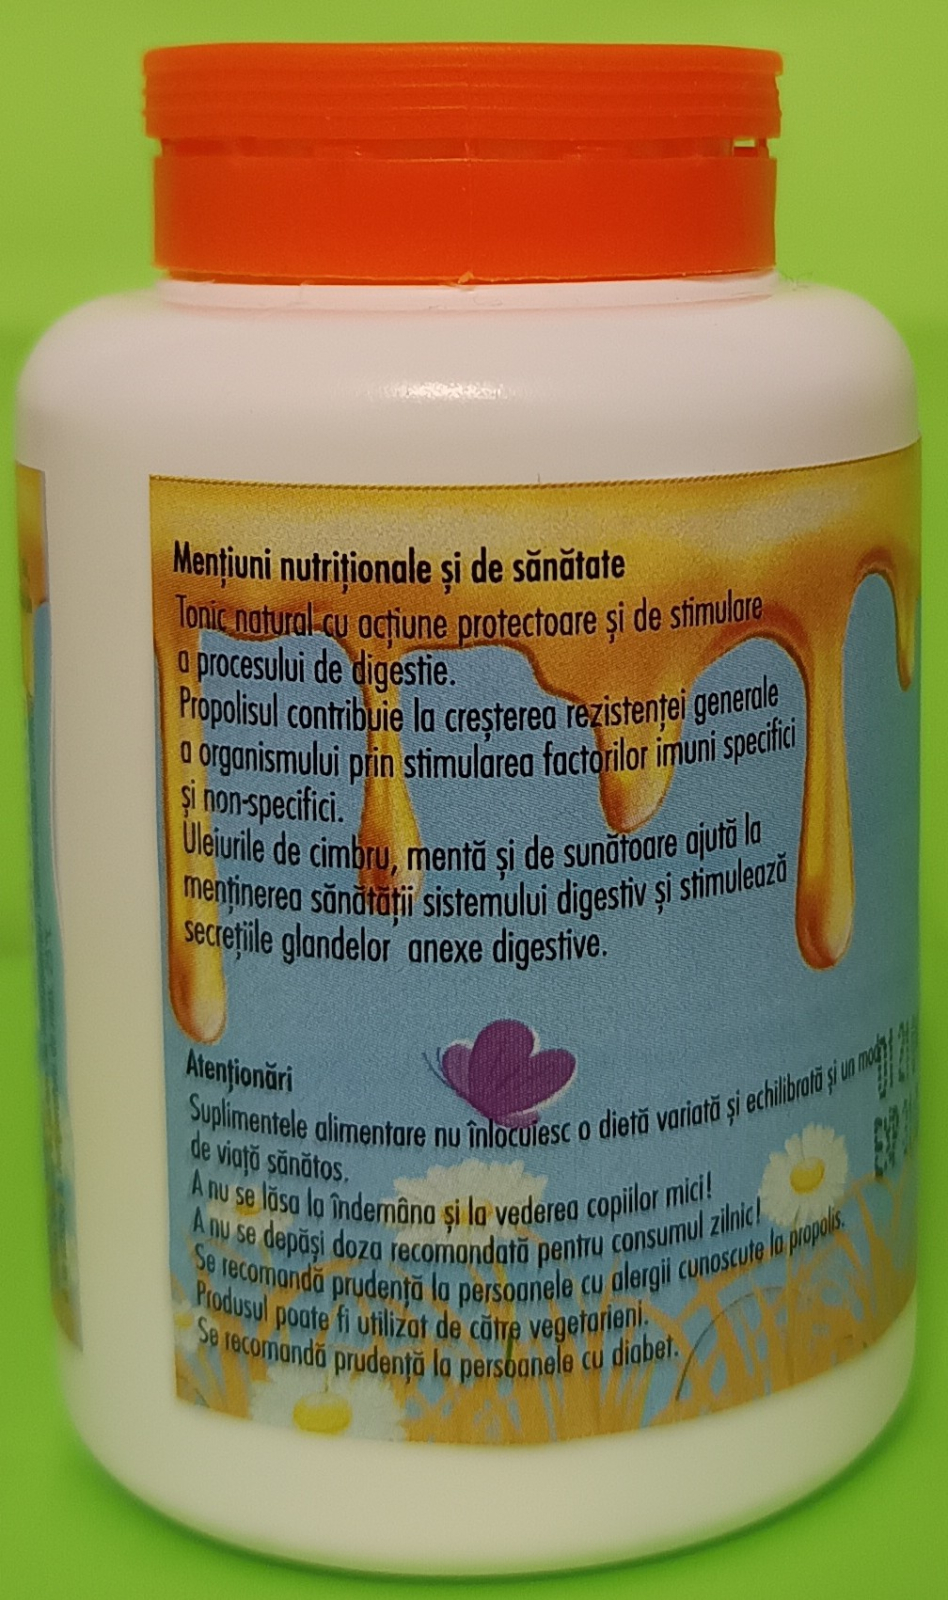 Mențiuni nutriționale și de sănătate
Tonic natural cu acțiune protectoare și de stimulare
a procesului de digestie.
Propolisul contribuie la creșterea rezistenței generale
a organismului prin stimularea factorilor imuni specifici
și non-specifici.
Uleiurile de cimbru, mentă și de sunătoare ajută la
menținerea sănătății sistemului digestiv și stimulează
secrețiile glandelor anexe digestive.
Atenționări
Suplimentele alimentare nu înlocuiesc o dietă variată și echilibrată și un mod
de viață sănătos.
A nu se lăsa la îndemâna și la vederea copiilor mici!
A nu se depăși doza recomandată pentru consumul zilnic!
Se recomandă prudență la persoanele cu alergii cunoscute la propolis.
Produsul poate fi utilizat de către vegetarieni.
Se recomandă prudență la persoanele cu diabet.